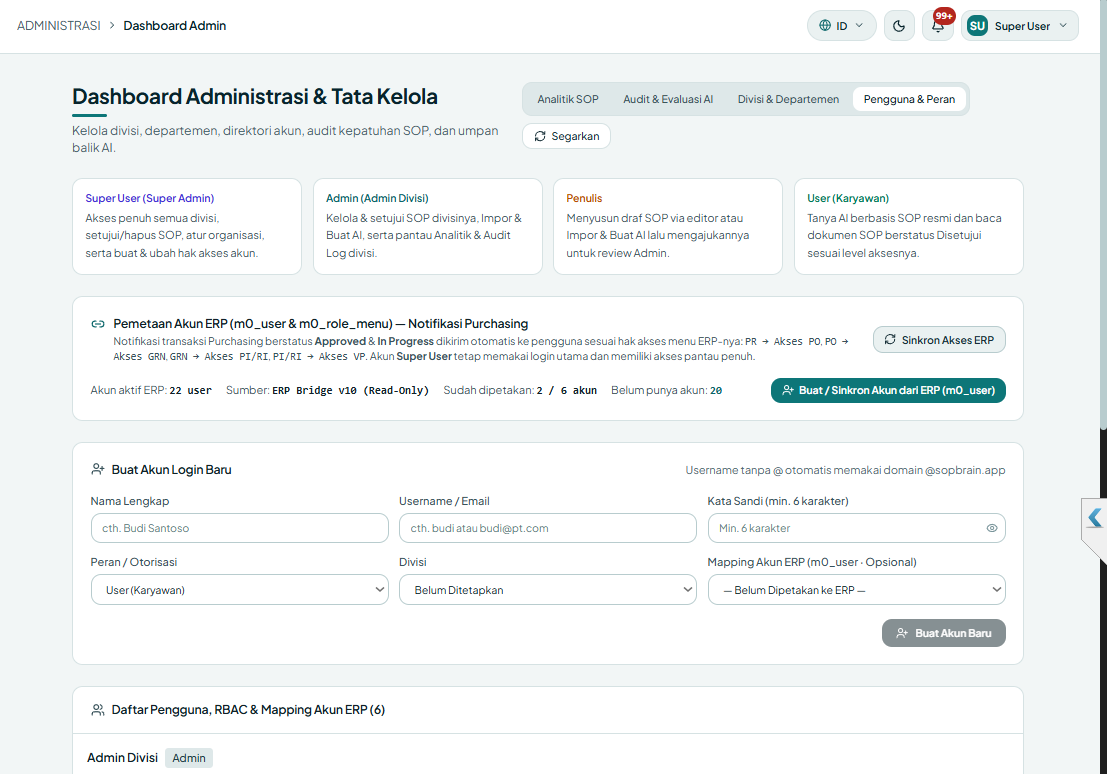 ADMINISTRASI > Dashboard Admin
ID
99+
SU Super User
Dashboard Administrasi & Tata Kelola
Kelola divisi, departemen, direktori akun, audit kepatuhan SOP, dan umpan
balik AI.
Analitik SOP Audit & Evaluasi AI Divisi & Departemen Pengguna & Peran
Segarkan
Super User (Super Admin)
Akses penuh semua divisi,
setujui/hapus SOP, atur organisasi,
serta buat & ubah hak akses akun.
Admin (Admin Divisi)
Kelola & setujui SOP divisinya, Impor &
Buat AI, serta pantau Analitik & Audit
Log divisi.
Penulis
Menyusun draf SOP via editor atau
Impor & Buat AI lalu mengajukannya
untuk review Admin.
User (Karyawan)
Tanya AI berbasis SOP resmi dan baca
dokumen SOP berstatus Disetujui
sesuai level aksesnya.
Pemetaan Akun ERP (m0_user & m0_role_menu) — Notifikasi Purchasing
Notifikasi transaksi Purchasing berstatus Approved & In Progress dikirim otomatis ke pengguna sesuai hak akses menu ERP-nya: PR → Akses PO, PO →
Akses GRN, GRN → Akses PI/RI, PI/RI → Akses VP. Akun Super User tetap memakai login utama dan memiliki akses pantau penuh.
Sinkron Akses ERP
Akun aktif ERP: 22 user Sumber: ERP Bridge v10 (Read-Only) Sudah dipetakan: 2 / 6 akun Belum punya akun: 20
Buat / Sinkron Akun dari ERP (m0_user)
Buat Akun Login Baru
Username tanpa @ otomatis memakai domain @sopbrain.app
Nama Lengkap Username / Email Kata Sandi (min. 6 karakter)
cth. Budi Santoso cth. budi atau budi@pt.com Min. 6 karakter
Peran / Otorisasi Divisi Mapping Akun ERP (m0_user · Opsional)
User (Karyawan) Belum Ditetapkan — Belum Dipetakan ke ERP —
Buat Akun Baru
Daftar Pengguna, RBAC & Mapping Akun ERP (6)
Admin Divisi Admin